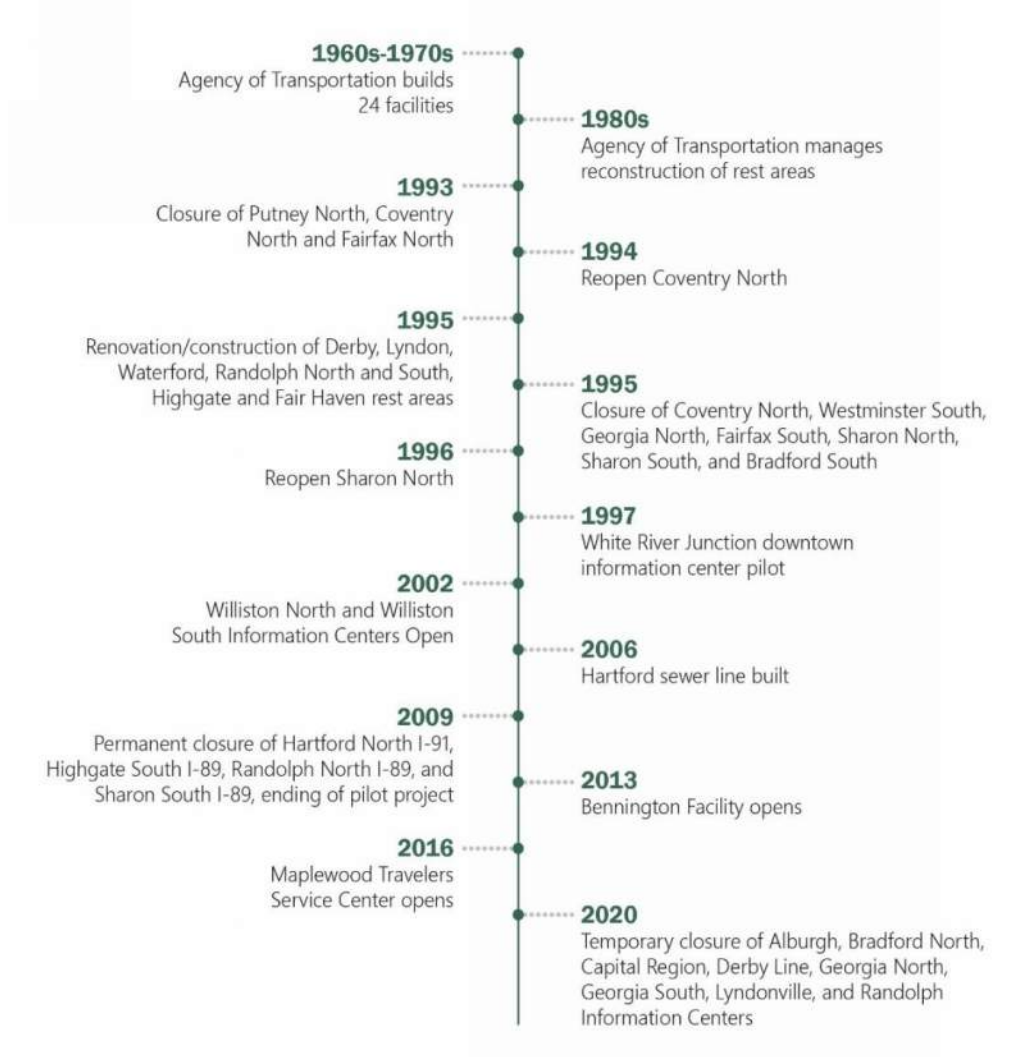 1960s-1970s
Agency of Transportation builds
24 facilities
1980s
Agency of Transportation manages
reconstruction of rest areas
1993
Closure of Putney North, Coventry
North and Fairfax North
1994
Reopen Coventry North
1995
Renovation/construction of Derby, Lyndon,
Waterford, Randolph North and South,
Highgate and Fair Haven rest areas
1995
Closure of Coventry North, Westminster South,
Georgia North, Fairfax South, Sharon North,
Sharon South, and Bradford South
1996
Reopen Sharon North
1997
White River Junction downtown
information center pilot
2002
Williston North and Williston
South Information Centers Open
2006
Hartford sewer line built
2009
Permanent closure of Hartford North I-91,
Highgate South I-89, Randolph North I-89, and
Sharon South I-89, ending of pilot project
2013
Bennington Facility opens
2016
Maplewood Travelers
Service Center opens
2020
Temporary closure of Alburgh, Bradford North,
Capital Region, Derby Line, Georgia North,
Georgia South, Lyndonville, and Randolph
Information Centers